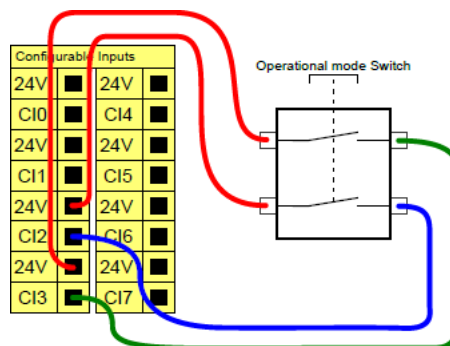 Operational mode Switch
Configurable Inputs
24V 24V
CI0 CI4
24V 24V
CI1 CI5
24V 24V
CI2 CI6
24V 24V
CI3 CI7